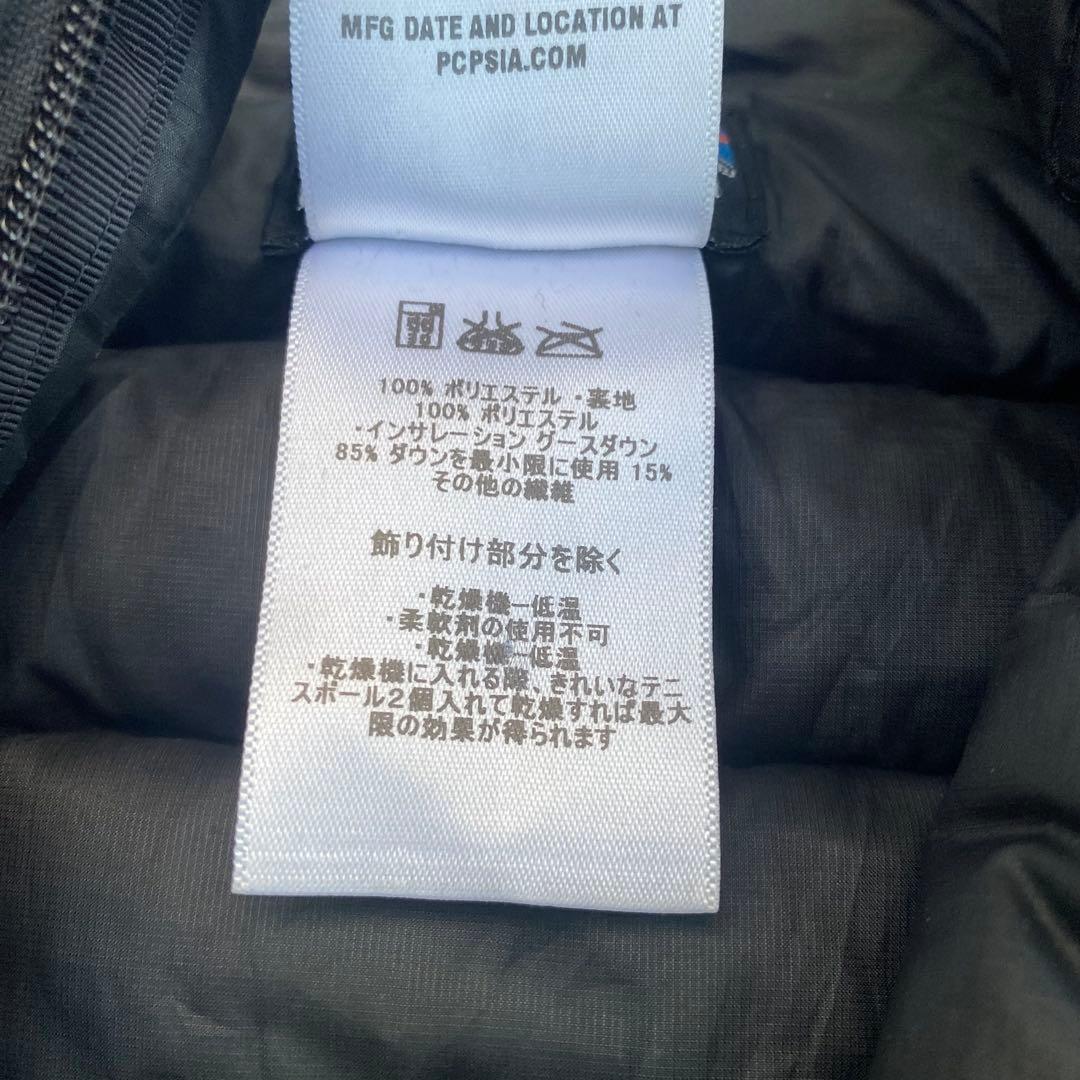 MFG DATE AND LOCATION AT
PCPSIA.COM
100% ポリエステル ・裏地
100% ポリエステル
・インサレーション グースダウン
85% ダウンを最小限に使用 15%
その他の繊維
飾り付け部分を除く
・乾燥機－低温
・柔軟剤の使用不可
・乾燥機－低温
・乾燥機に入れる際、きれいなテニ
スボール2個入れて乾燥すれば最大
限の効果が得られます